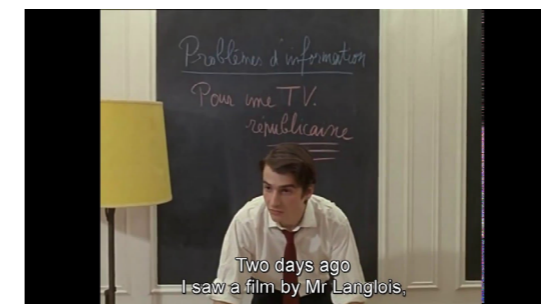 Problèmes d'information
Pour une TV.
républicaine
Two days ago
I saw a film by Mr Langlois,